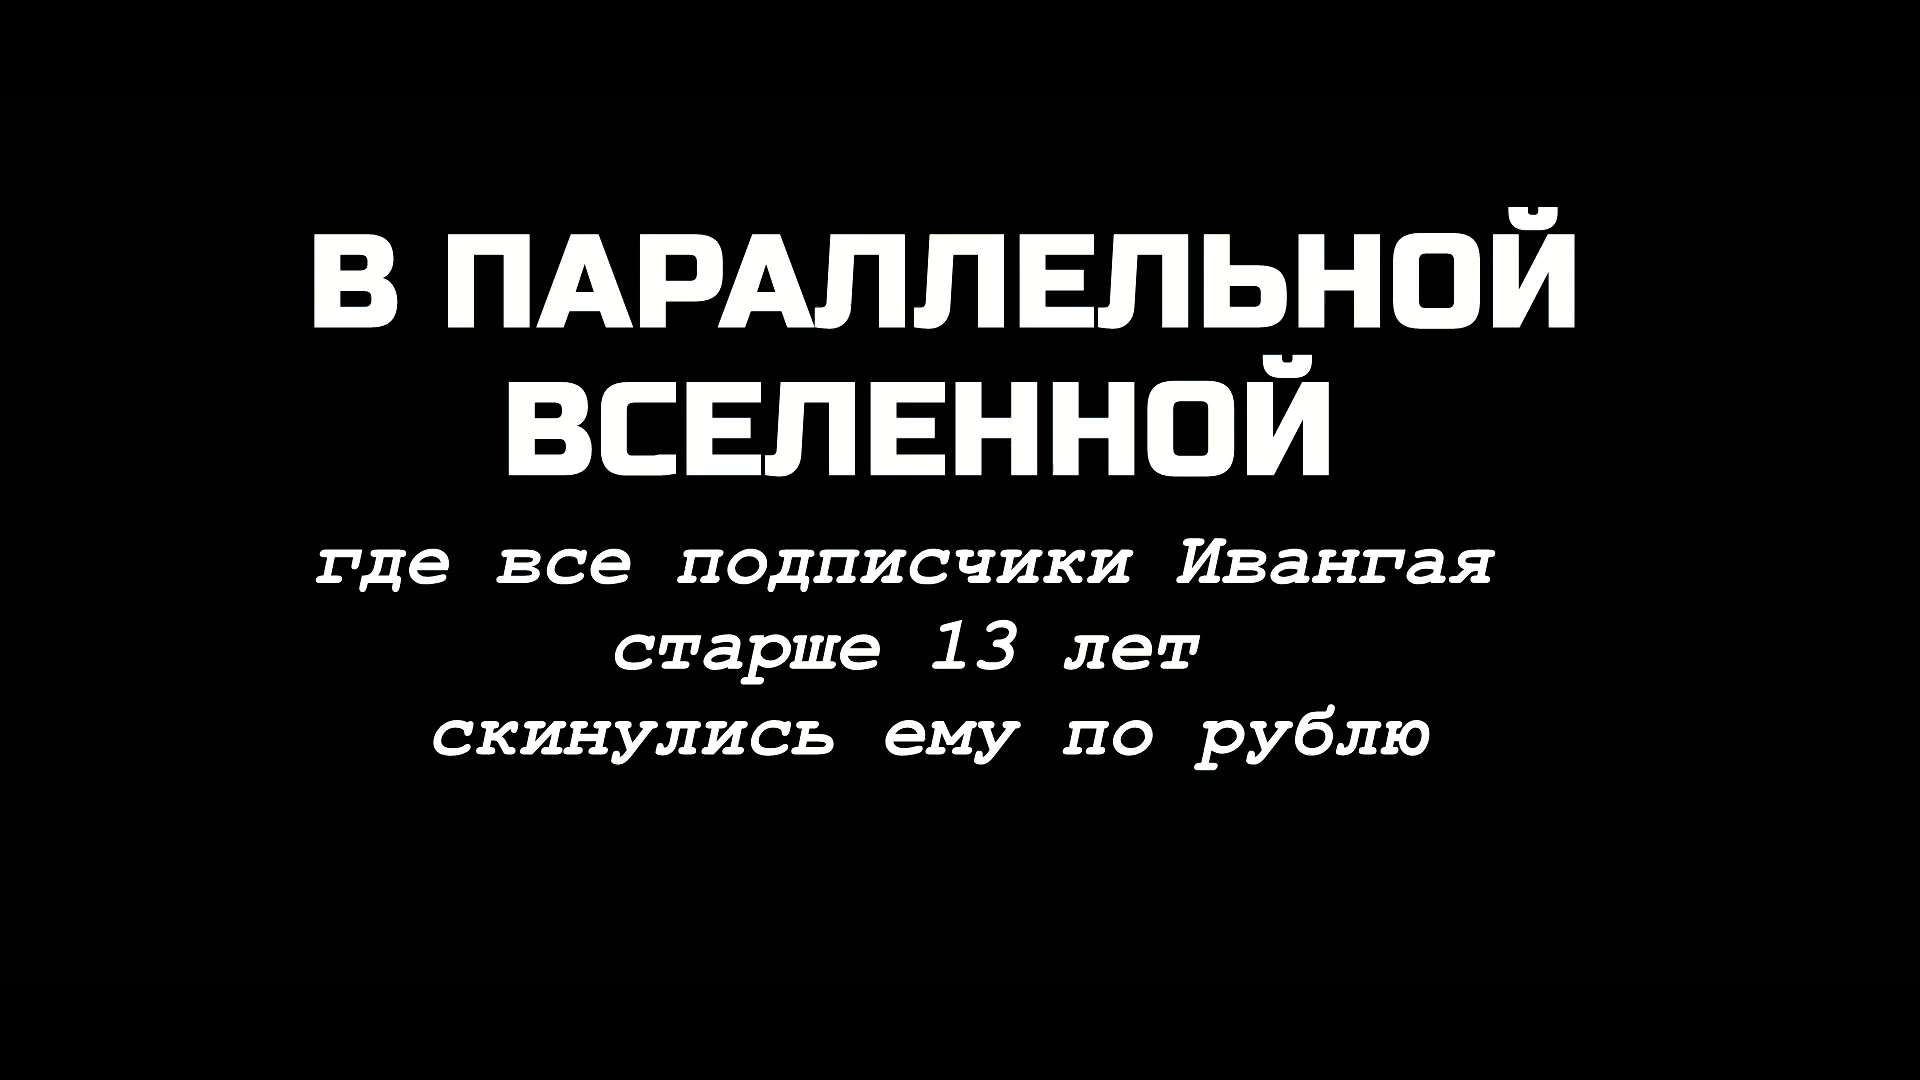 В ПАРАЛЛЕЛЬНОЙ
ВСЕЛЕННОЙ
где все подписчики Ивангая
старше 13 лет
скинулись ему по рублю